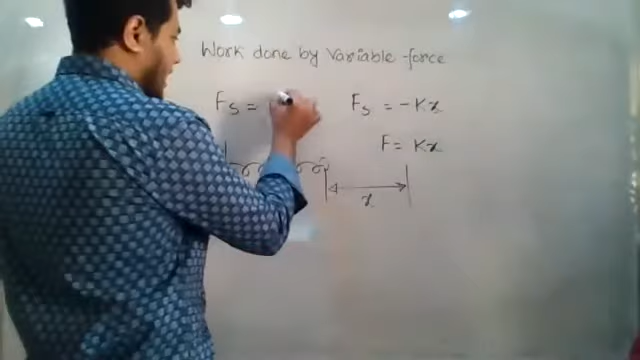 Work done by variable force
Fs = Fs = -Kx
F = Kx
x